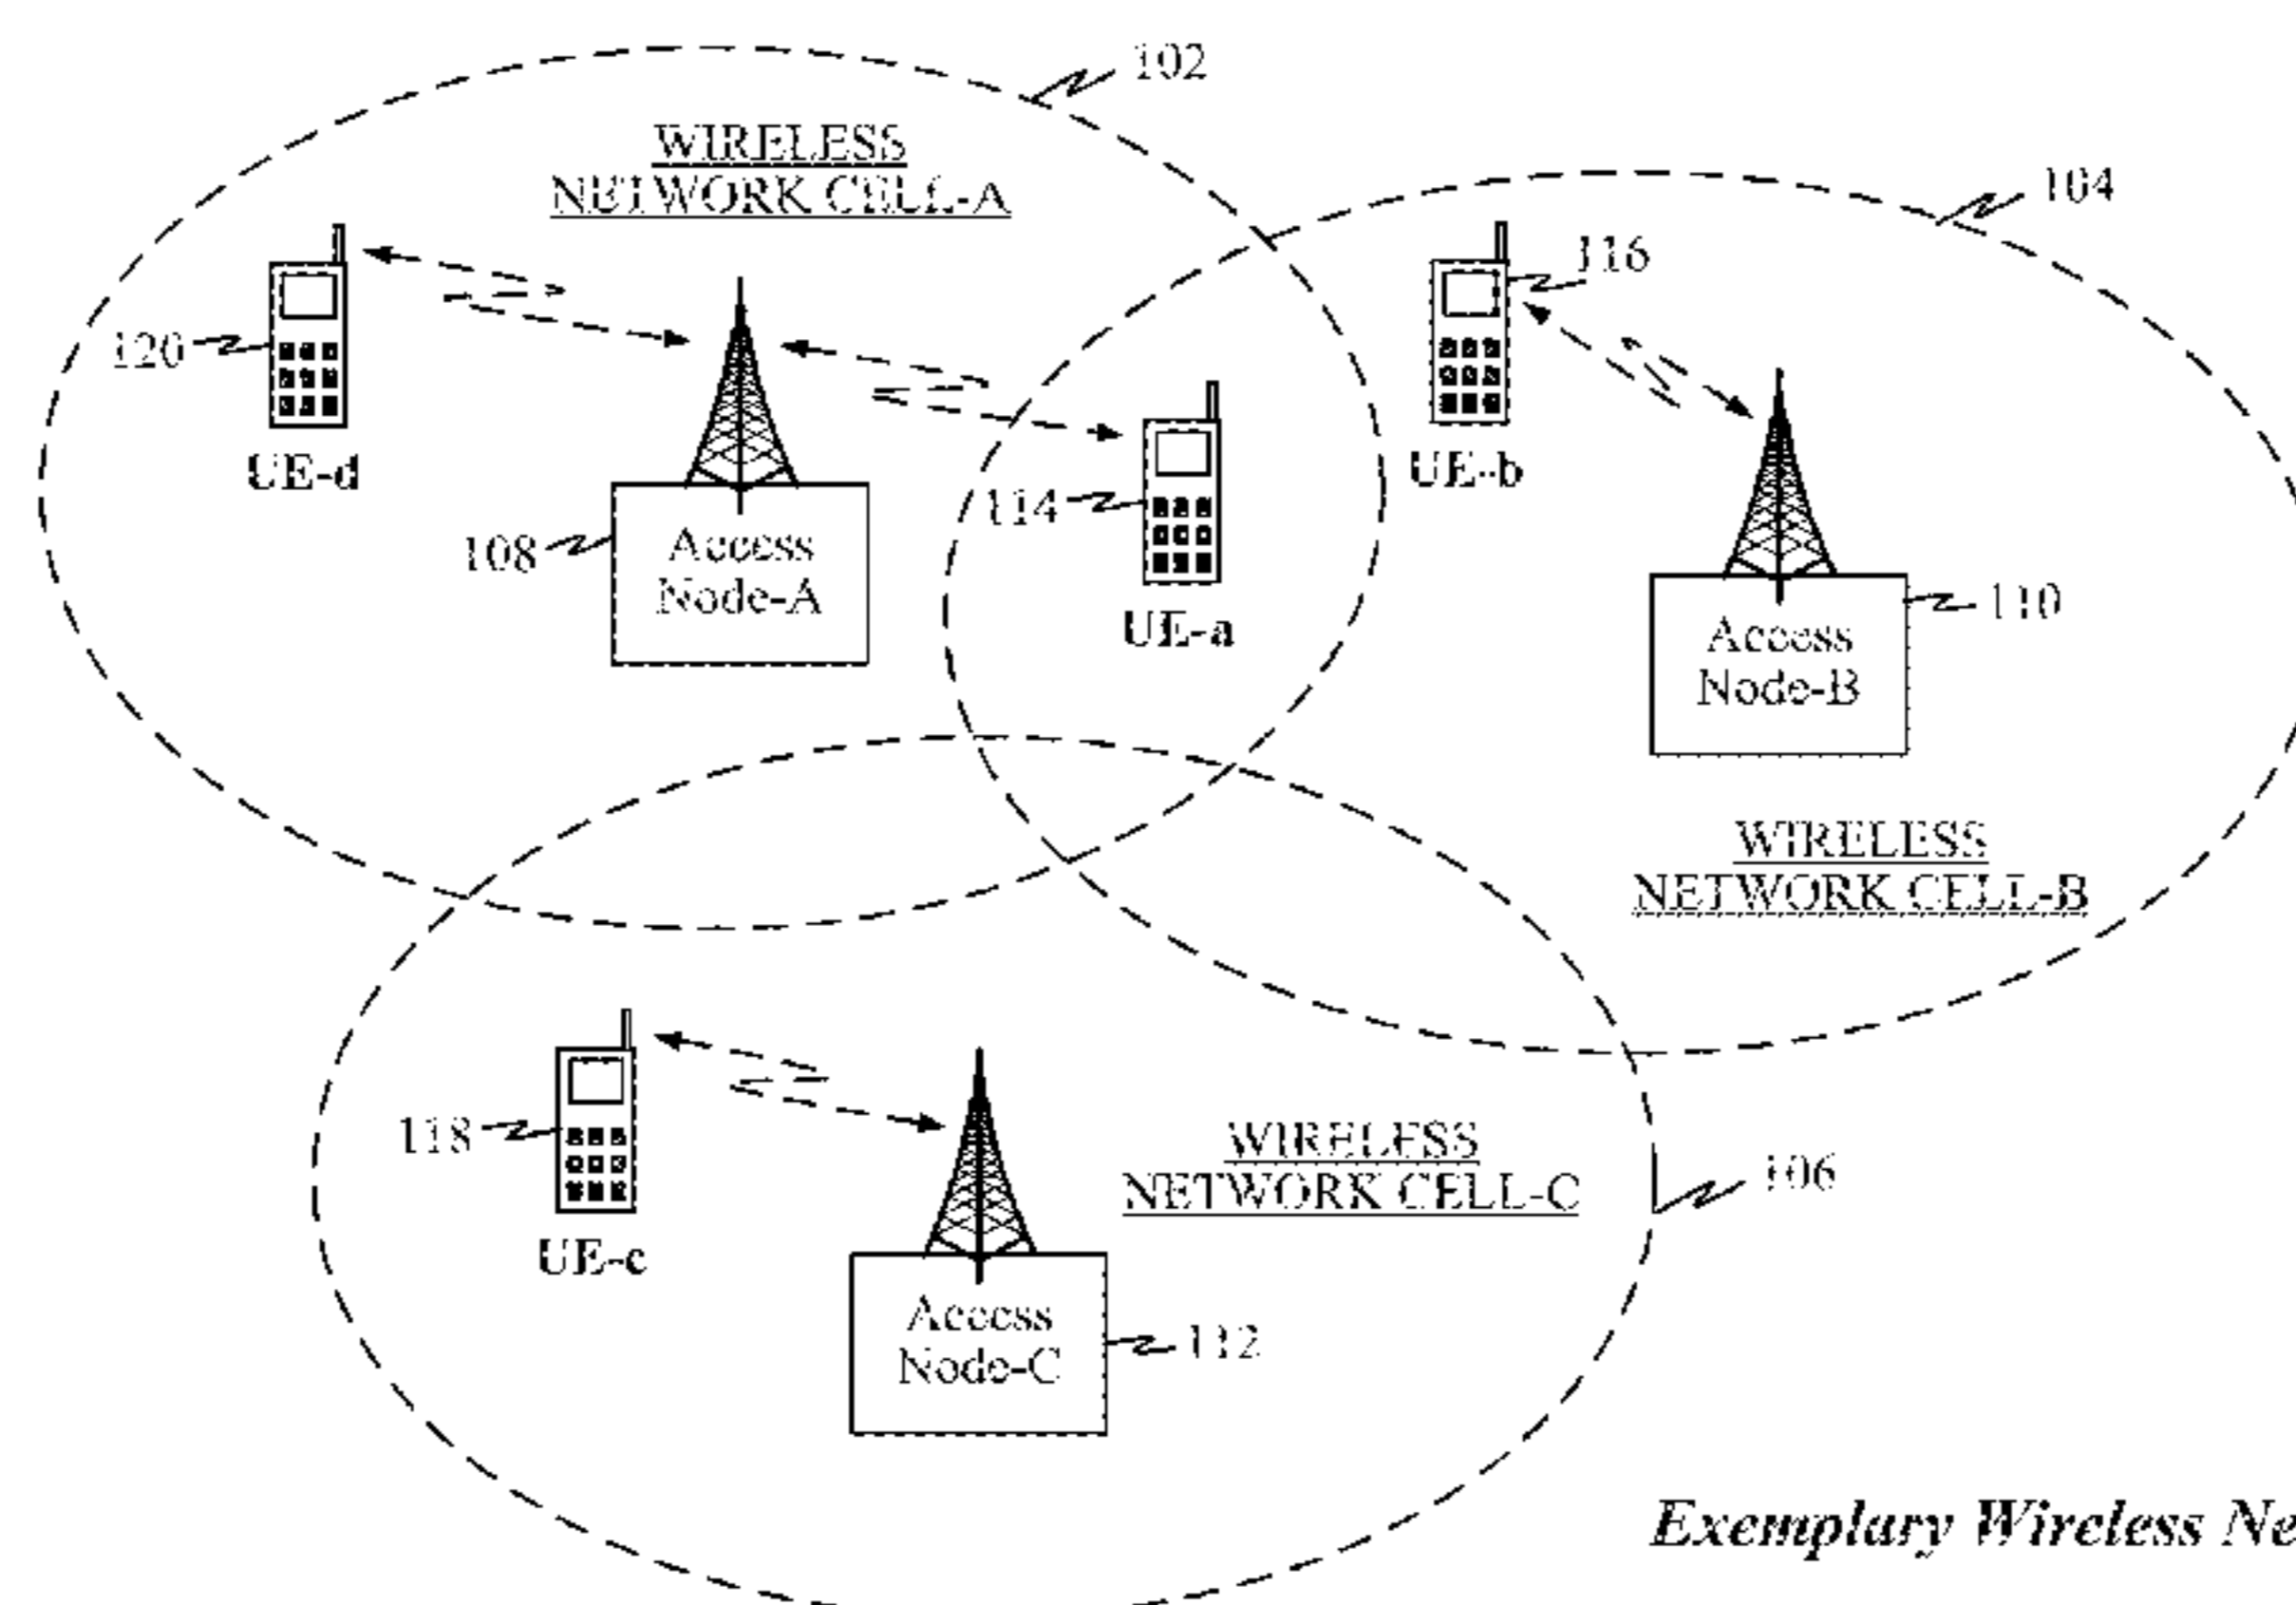 102
WIRELESS
NETWORK CELL-A
104
116
120
UE-d
114
UE-b
108
Access
Node-A
UE-a
110
Access
Node-B
WIRELESS
NETWORK CELL-B
118
WIRELESS
NETWORK CELL-C
106
UE-c
Access
Node-C
112
Exemplary Wireless Ne